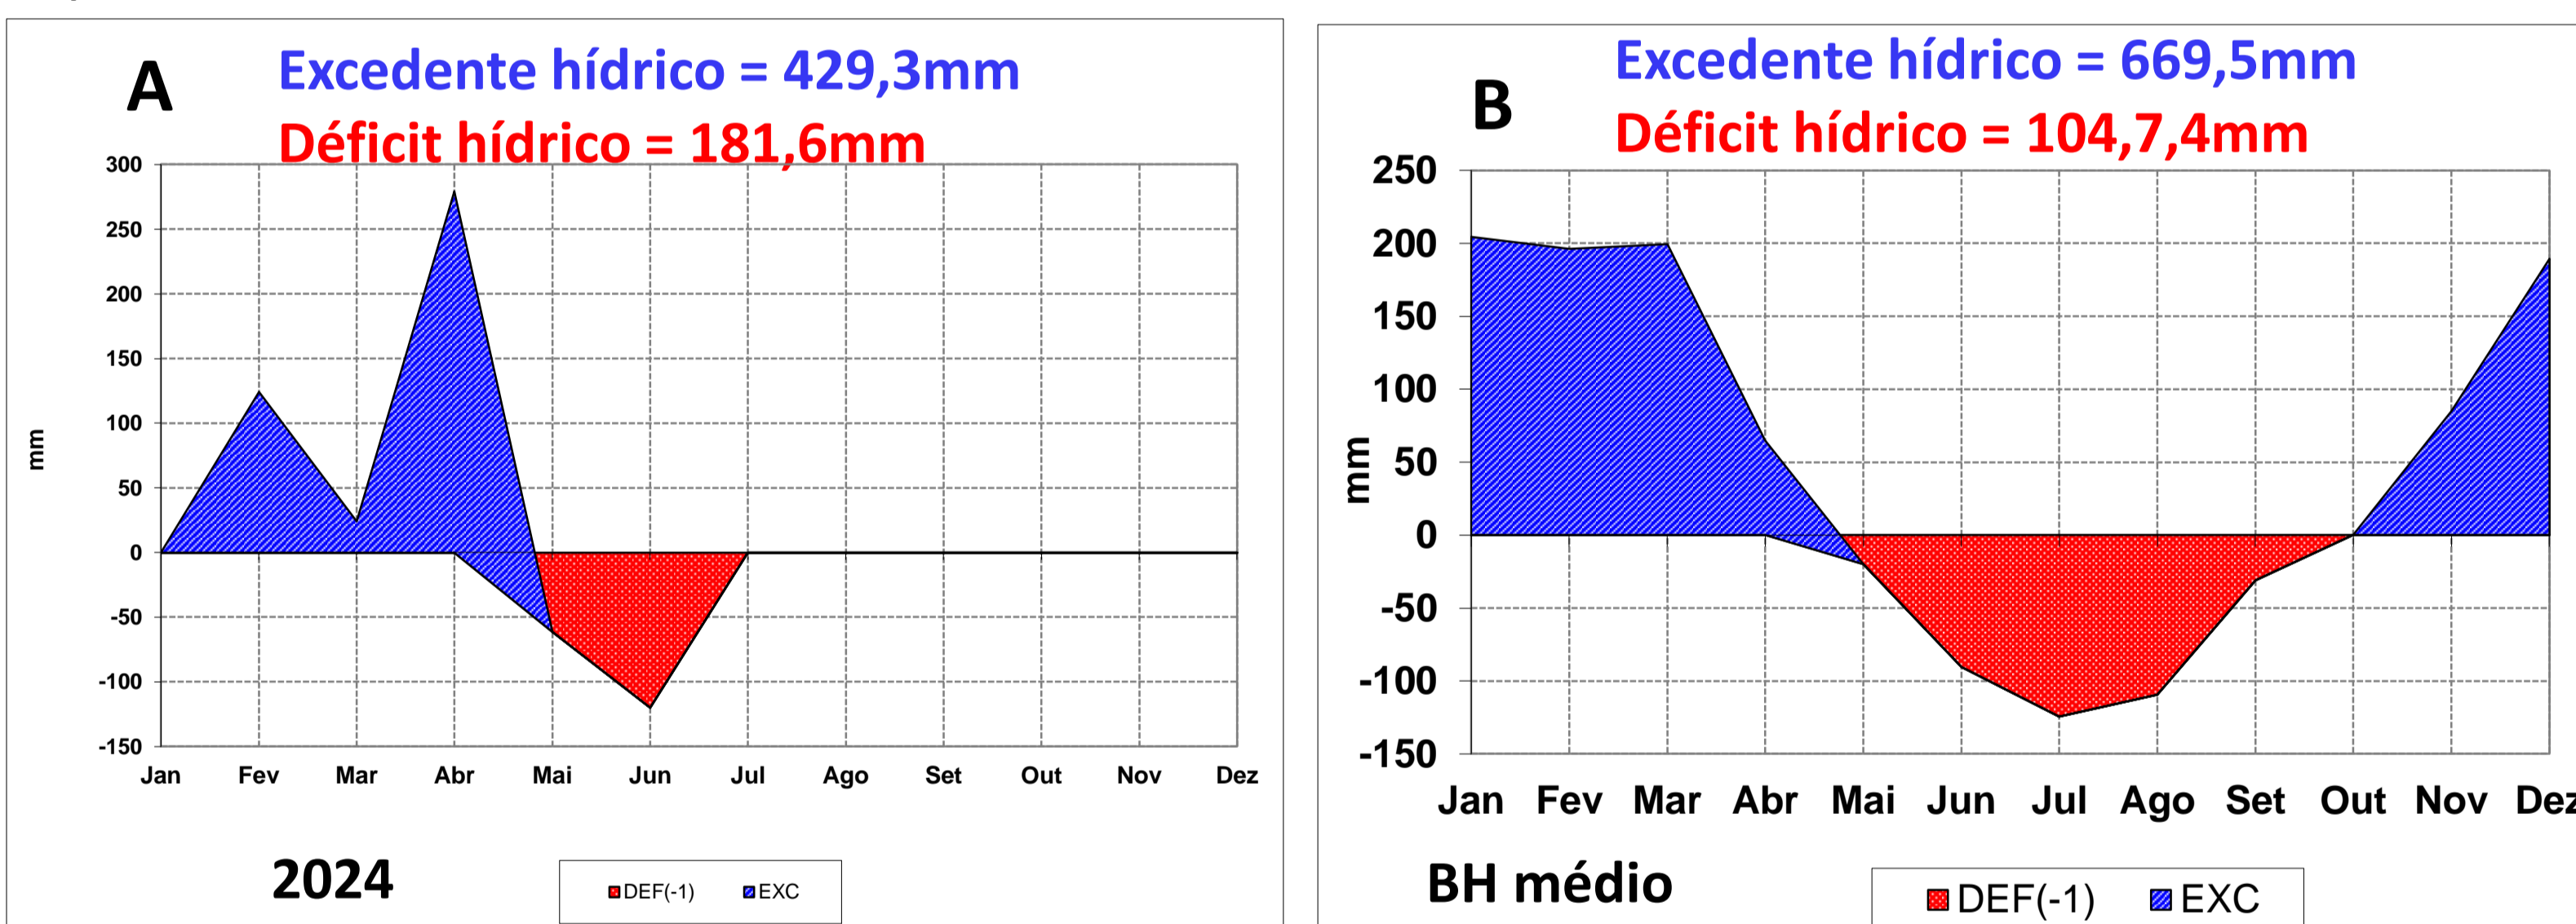 A
Excedente hídrico = 429,3mm
Déficit hídrico = 181,6mm
300
250
200
150
100
50
0
-50
-100
-150
mm
Jan Fev Mar Abr Mai Jun Jul Ago Set Out Nov Dez
2024
DEF(-1) EXC
B
Excedente hídrico = 669,5mm
Déficit hídrico = 104,7,4mm
250
200
150
100
50
0
-50
-100
-150
mm
Jan Fev Mar Abr Mai Jun Jul Ago Set Out Nov Dez
BH médio
DEF(-1) EXC